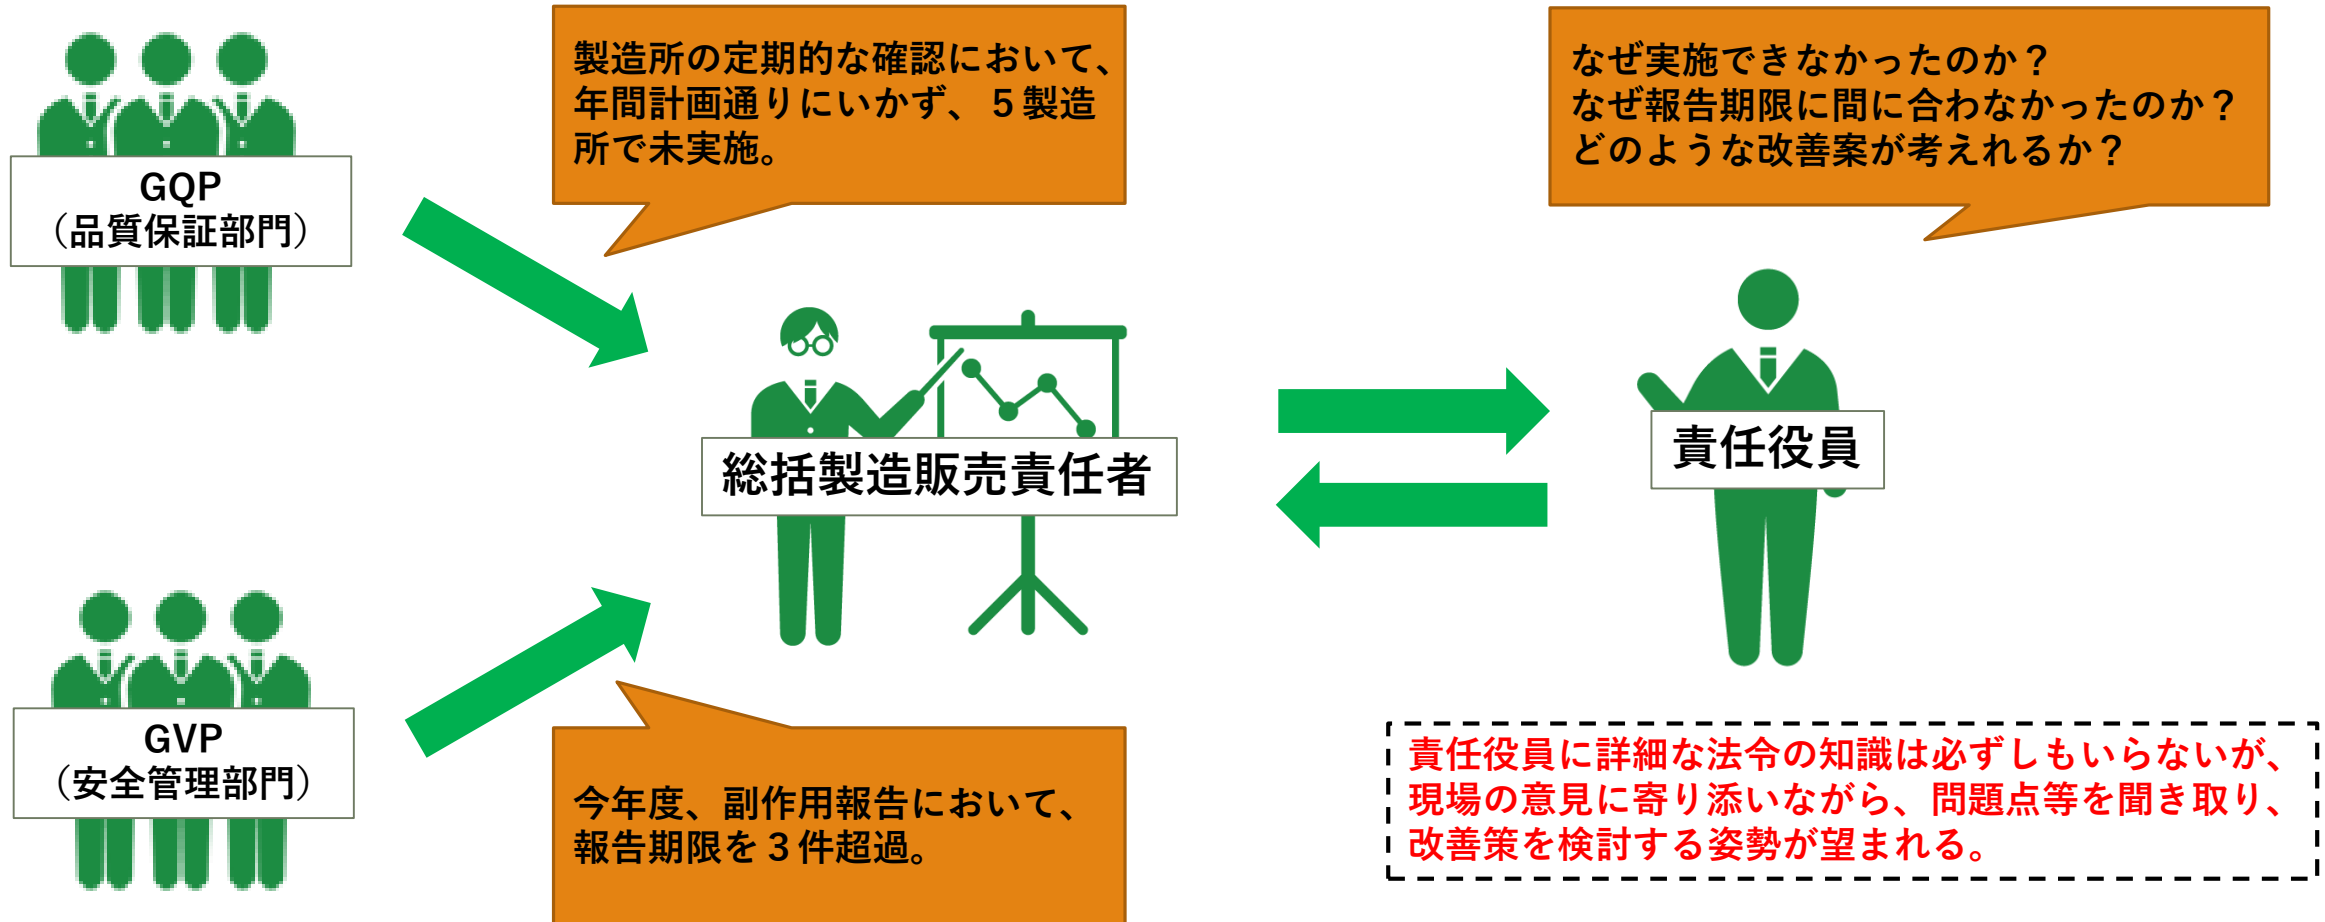 GQP
（品質保証部門）
製造所の定期的な確認において、
年間計画通りにいかず、５製造
所で未実施。
なぜ実施できなかったのか？
なぜ報告期限に間に合わなかったのか？
どのような改善案が考えれるか？
総括製造販売責任者
責任役員
GVP
（安全管理部門）
今年度、副作用報告において、
報告期限を３件超過。
責任役員に詳細な法令の知識は必ずしもいらないが、
現場の意見に寄り添いながら、問題点等を聞き取り、
改善策を検討する姿勢が望まれる。